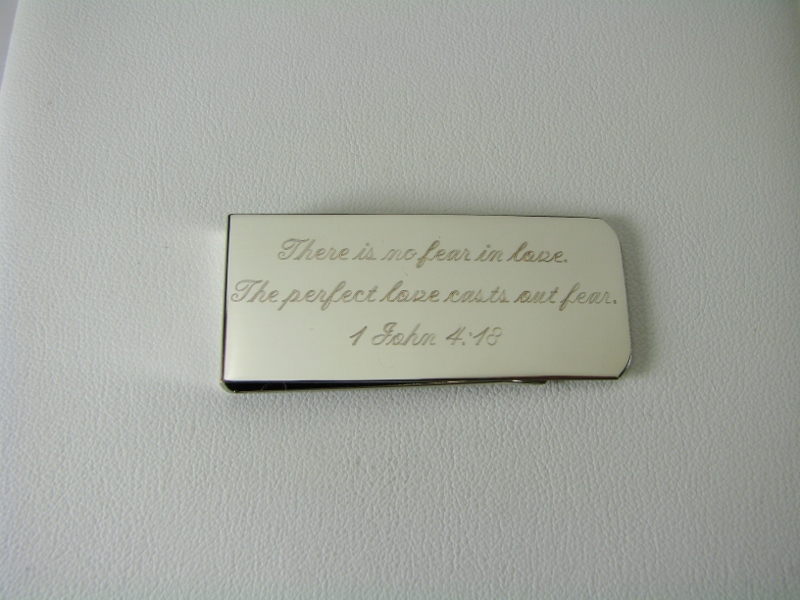 There is no fear in love.
The perfect love casts out fear.
1 John 4:18